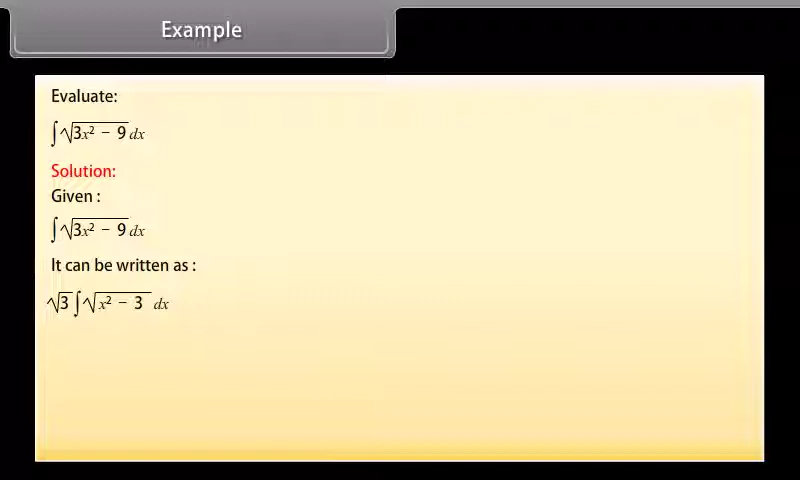 Example
Evaluate:
∫√3x² − 9 dx
Solution:
Given :
∫√3x² − 9 dx
It can be written as :
√3 ∫√x² − 3 dx